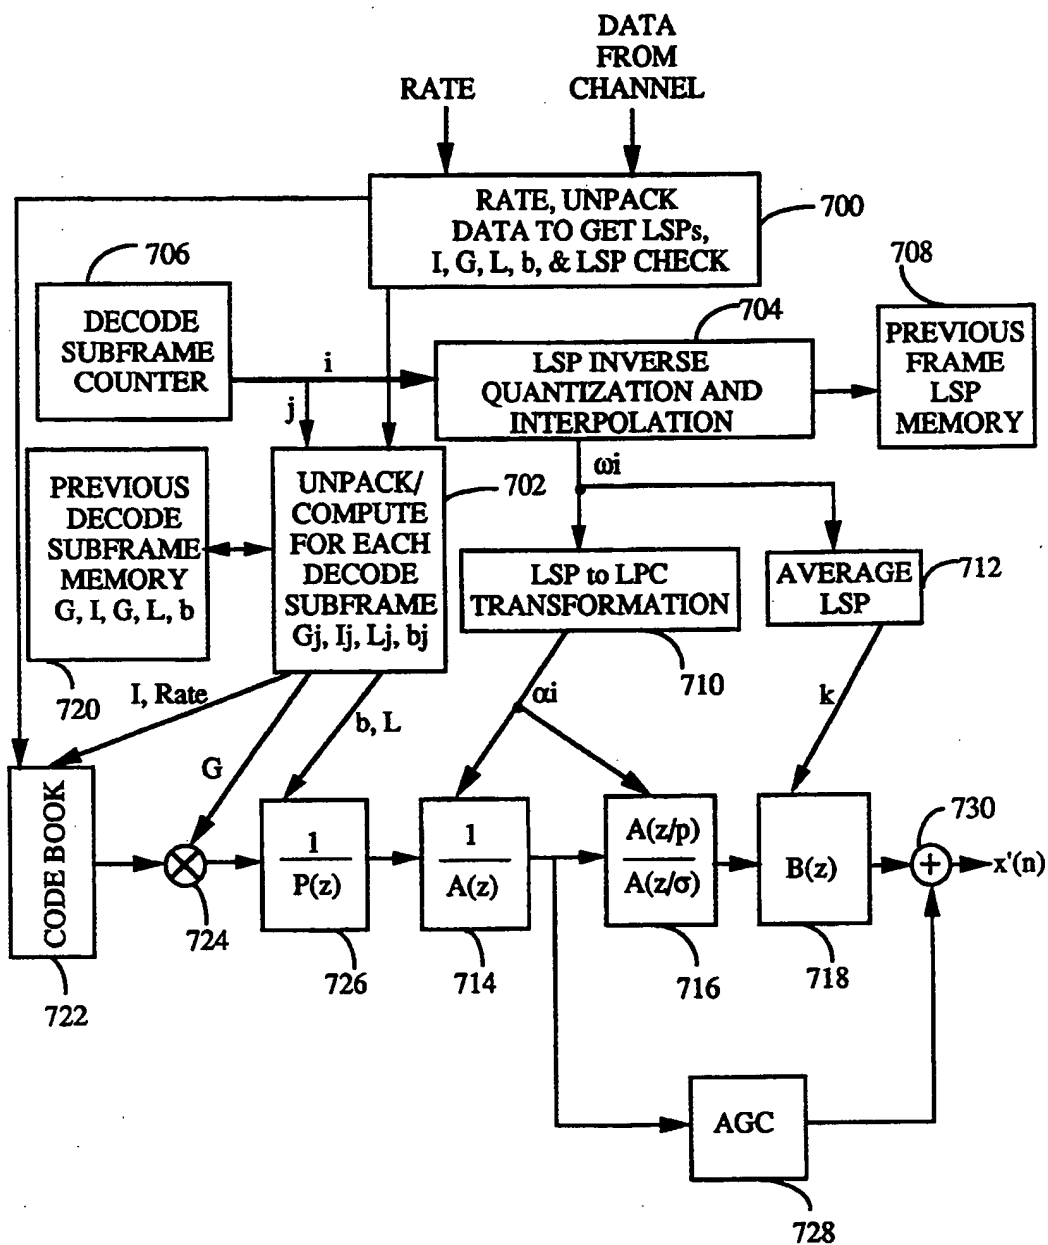 DATA
FROM
CHANNEL
RATE
RATE, UNPACK
DATA TO GET LSPs,
I, G, L, b, & LSP CHECK
700
706
DECODE
SUBFRAME
COUNTER
i
j
704
LSP INVERSE
QUANTIZATION AND
INTERPOLATION
708
PREVIOUS
FRAME
LSP
MEMORY
ωi
PREVIOUS
DECODE
SUBFRAME
MEMORY
G, I, G, L, b
720
UNPACK/
COMPUTE
FOR EACH
DECODE
SUBFRAME
Gj, Ij, Lj, bj
702
LSP to LPC
TRANSFORMATION
710
AVERAGE
LSP
712
I, Rate
G
b, L
αi
k
CODE BOOK
722
724
1
P(z)
726
1
A(z)
714
A(z/p)
A(z/σ)
716
B(z)
718
730
+
x'(n)
AGC
728